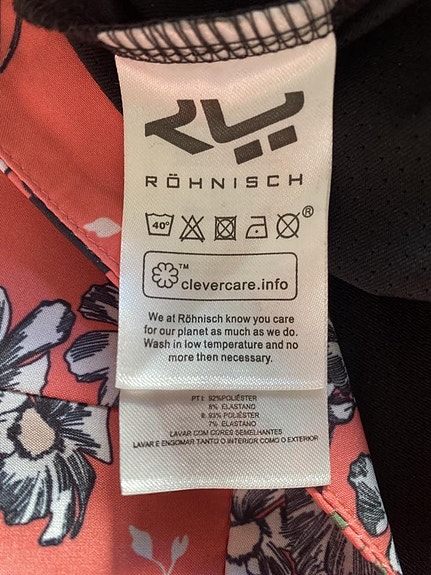 RÖHNISCH
40°
®
™
clevercare.info
We at Röhnisch know you care
for our planet as much as we do.
Wash in low temperature and no
more then necessary.
PT I: 92%POLIÉSTER
8% ELASTANO
II: 93% POLIÉSTER
7% ELASTANO
LAVAR COM CORES SEMELHANTES
LAVAR E ENGOMAR TANTO O INTERIOR COMO O EXTERIOR